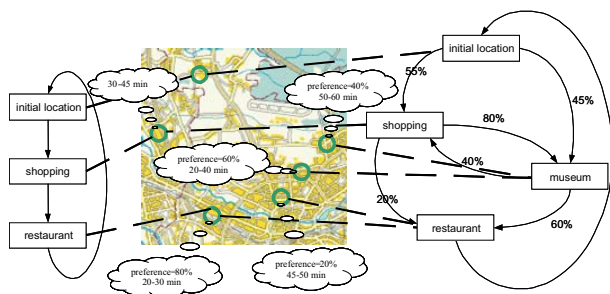 initial location
30-45 min
preference=40%
50-60 min
55%
45%
initial location
shopping
80%
shopping
preference=60%
20-40 min
40%
museum
20%
restaurant
restaurant
60%
preference=80%
20-30 min
preference=20%
45-50 min